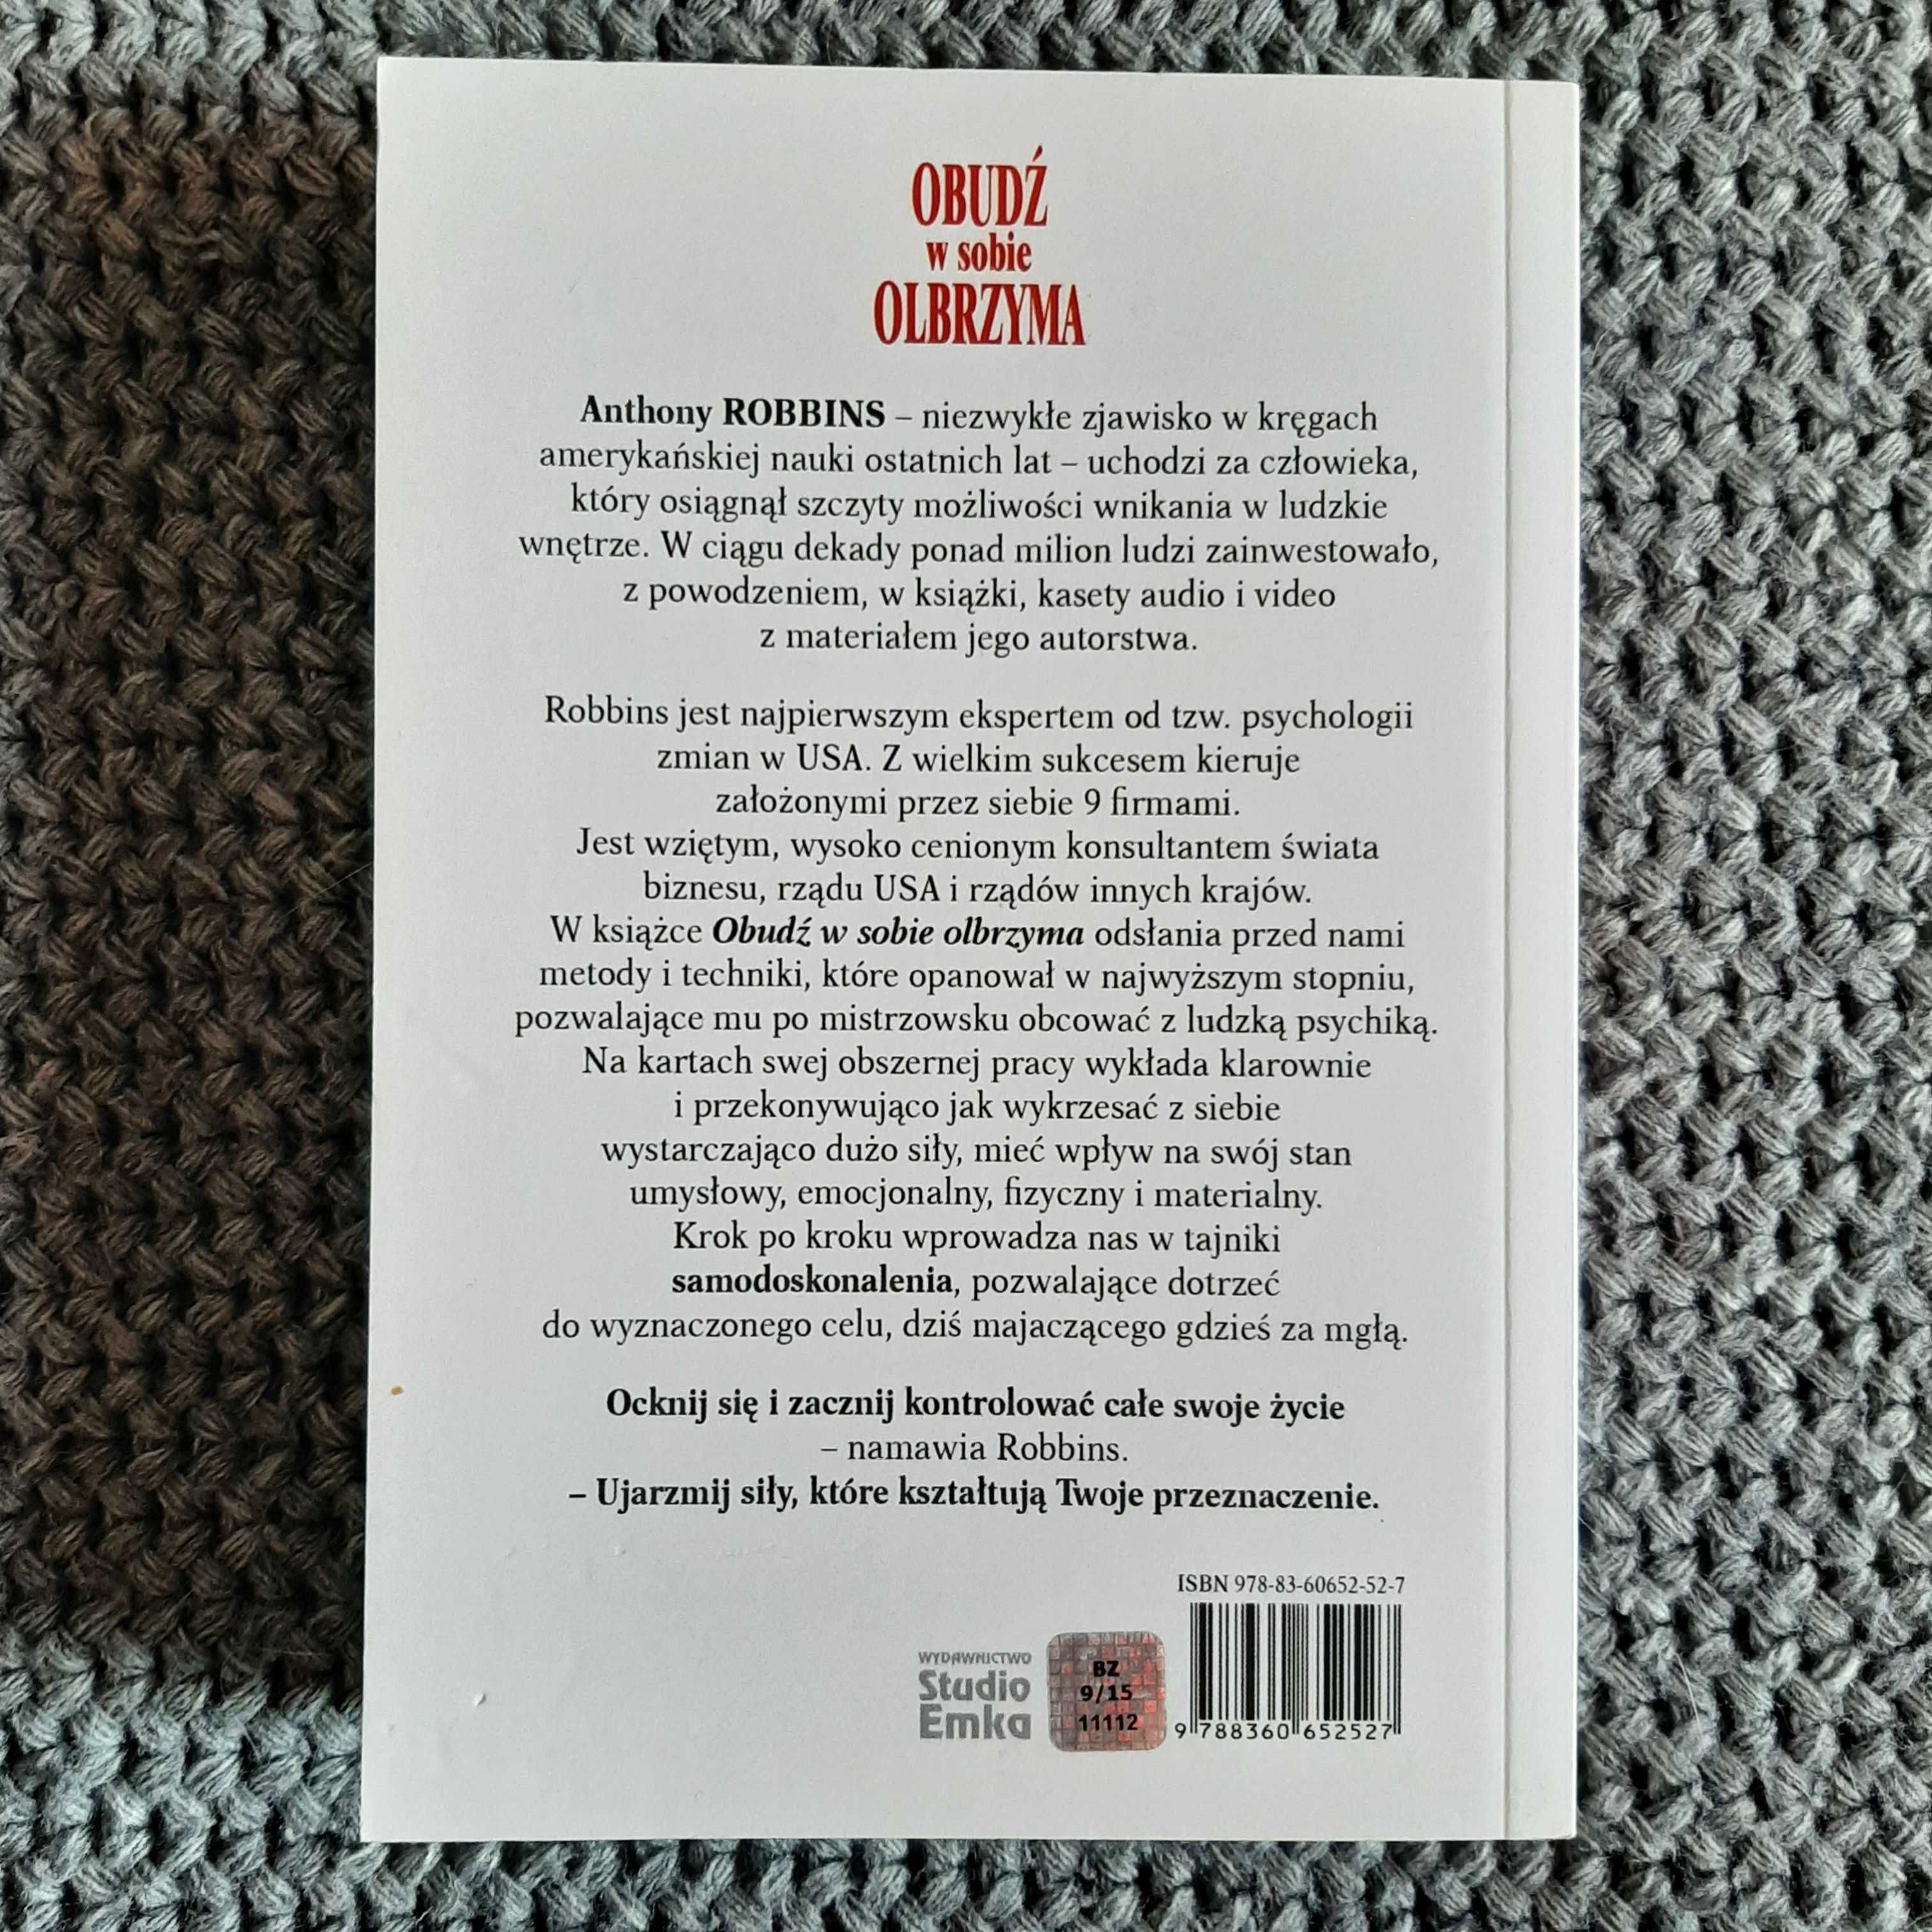 OBUDŹ
w sobie
OLBRZYMA
Anthony ROBBINS – niezwykłe zjawisko w kręgach
amerykańskiej nauki ostatnich lat – uchodzi za człowieka,
który osiągnął szczyty możliwości wnikania w ludzkie
wnętrze. W ciągu dekady ponad milion ludzi zainwestowało,
z powodzeniem, w książki, kasety audio i video
z materiałem jego autorstwa.
Robbins jest najpierwszym ekspertem od tzw. psychologii
zmian w USA. Z wielkim sukcesem kieruje
założonymi przez siebie 9 firmami.
Jest wziętym, wysoko cenionym konsultantem świata
biznesu, rządu USA i rządów innych krajów.
W książce Obudź w sobie olbrzyma odsłania przed nami
metody i techniki, które opanował w najwyższym stopniu,
pozwalające mu po mistrzowsku obcować z ludzką psychiką.
Na kartach swej obszernej pracy wykłada klarownie
i przekonywująco jak wykrzesać z siebie
wystarczająco dużo siły, mieć wpływ na swój stan
umysłowy, emocjonalny, fizyczny i materialny.
Krok po kroku wprowadza nas w tajniki
samodoskonalenia, pozwalające dotrzeć
do wyznaczonego celu, dziś majaczącego gdzieś za mgłą.
Ocknij się i zacznij kontrolować całe swoje życie
– namawia Robbins.
– Ujarzmij siły, które kształtują Twoje przeznaczenie.
ISBN 978-83-60652-52-7
WYDAWNICTWO
Studio
Emka
BZ
9/15
11112
9 788360 652527